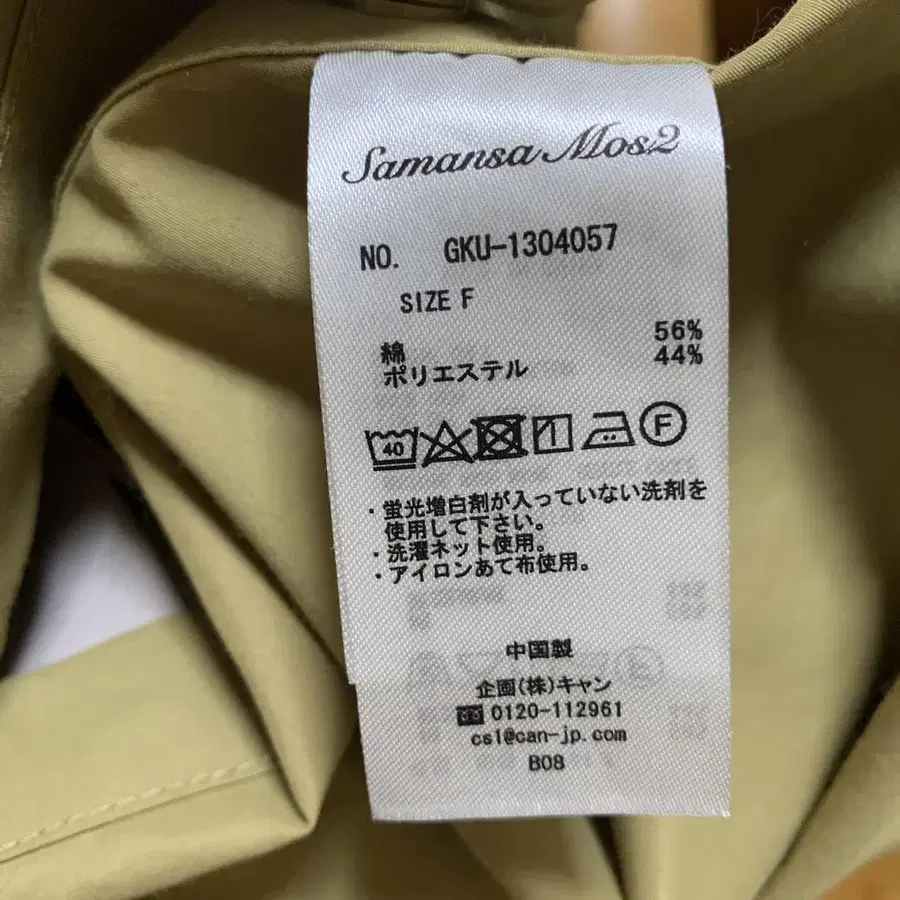 Samansa Mos2
NO. GKU-1304057
SIZE F
綿 56%
ポリエステル 44%
40
F
・蛍光増白剤が入っていない洗剤を
使用して下さい。
・洗濯ネット使用。
・アイロンあて布使用。
中国製
企画(株)キャン
0120-112961
csl@can-jp.com
B08